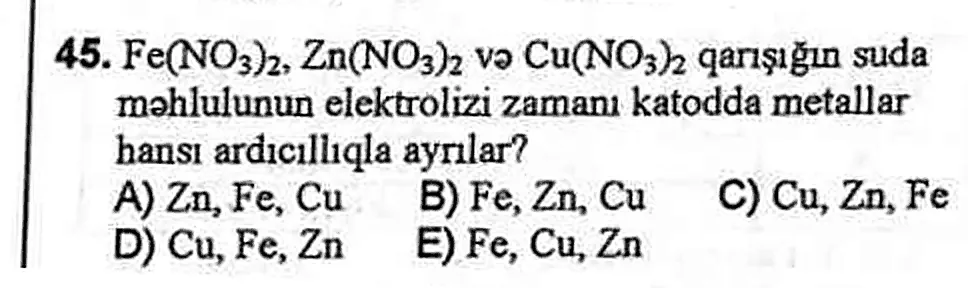 45. Fe(NO₃)₂, Zn(NO₃)₂ və Cu(NO₃)₂ qarışığın suda
məhlulunun elektrolizi zamanı katodda metallar
hansı ardıcıllıqla ayrılar?
A) Zn, Fe, Cu B) Fe, Zn, Cu C) Cu, Zn, Fe
D) Cu, Fe, Zn E) Fe, Cu, Zn